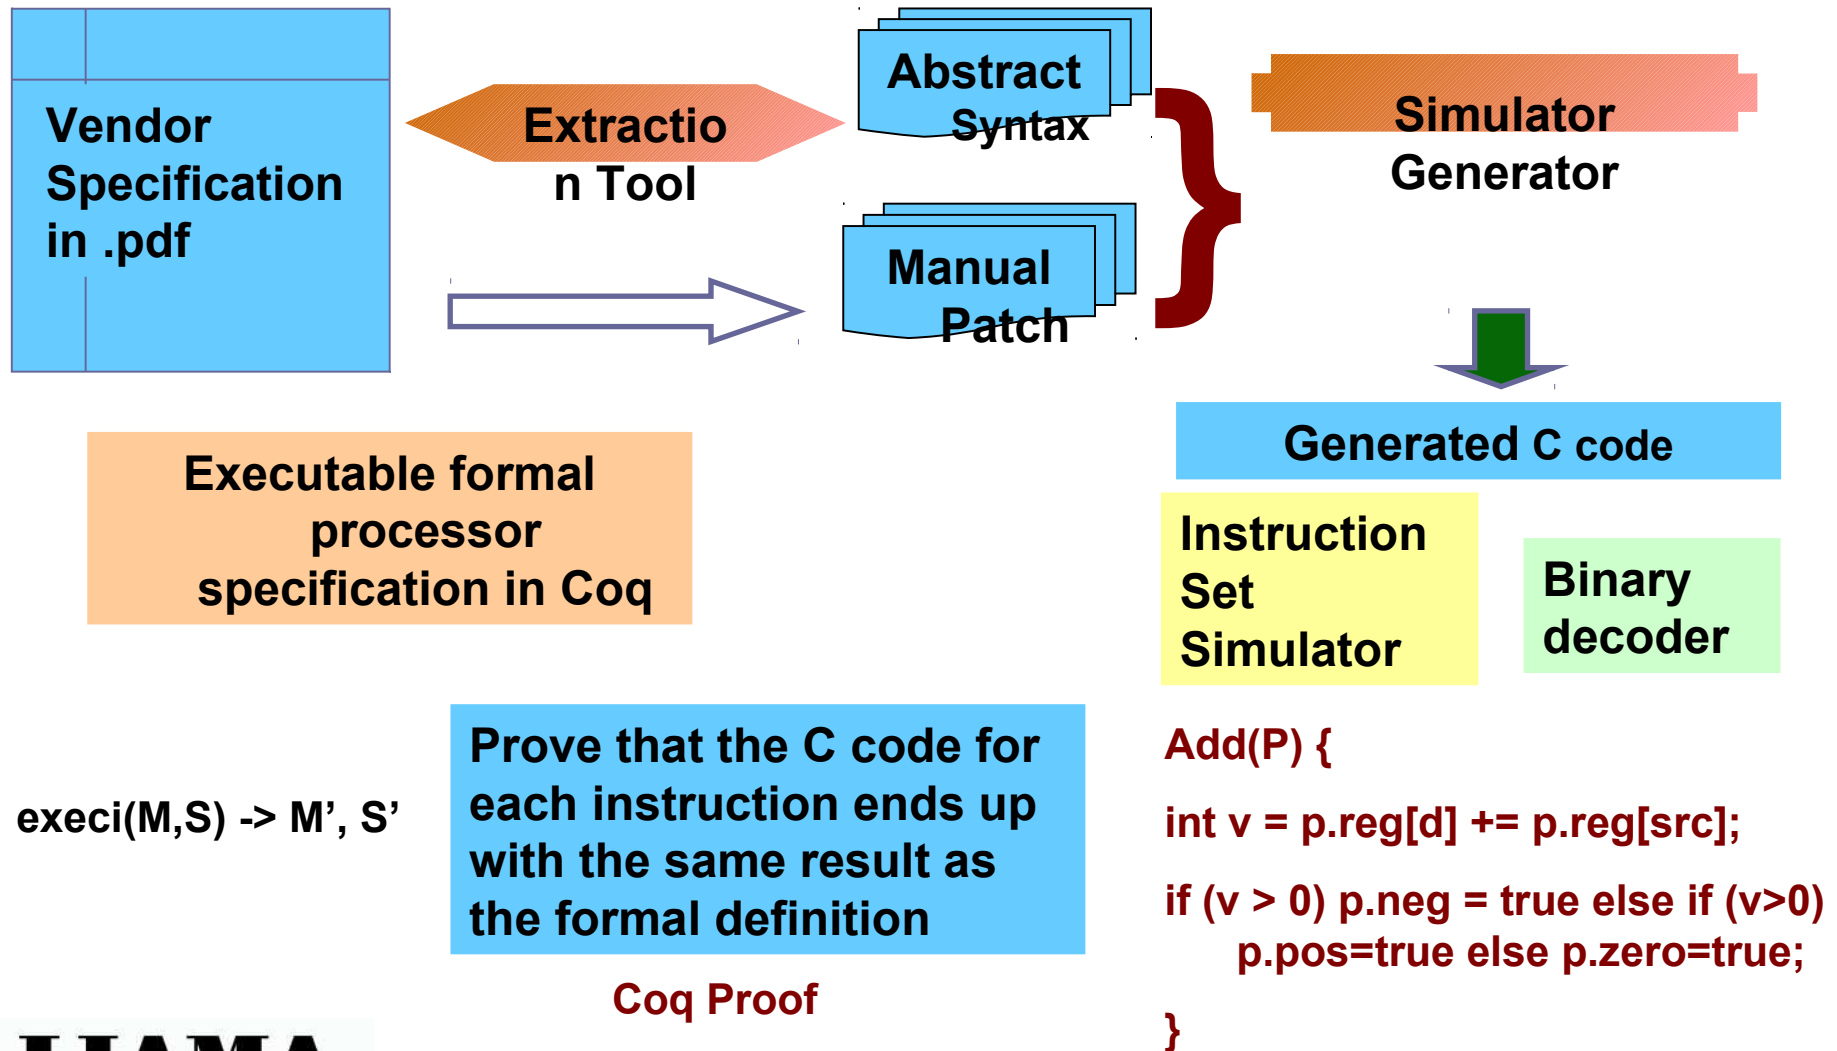 Vendor
Specification
in .pdf
Extractio
n Tool
Abstract
Syntax
Manual
Patch
}
Simulator
Generator
Generated C code
Executable formal
processor
specification in Coq
Instruction
Set
Simulator
Binary
decoder
execi(M,S) -> M’, S’
Prove that the C code for
each instruction ends up
with the same result as
the formal definition
Coq Proof
Add(P) {
int v = p.reg[d] += p.reg[src];
if (v > 0) p.neg = true else if (v>0)
p.pos=true else p.zero=true;
}